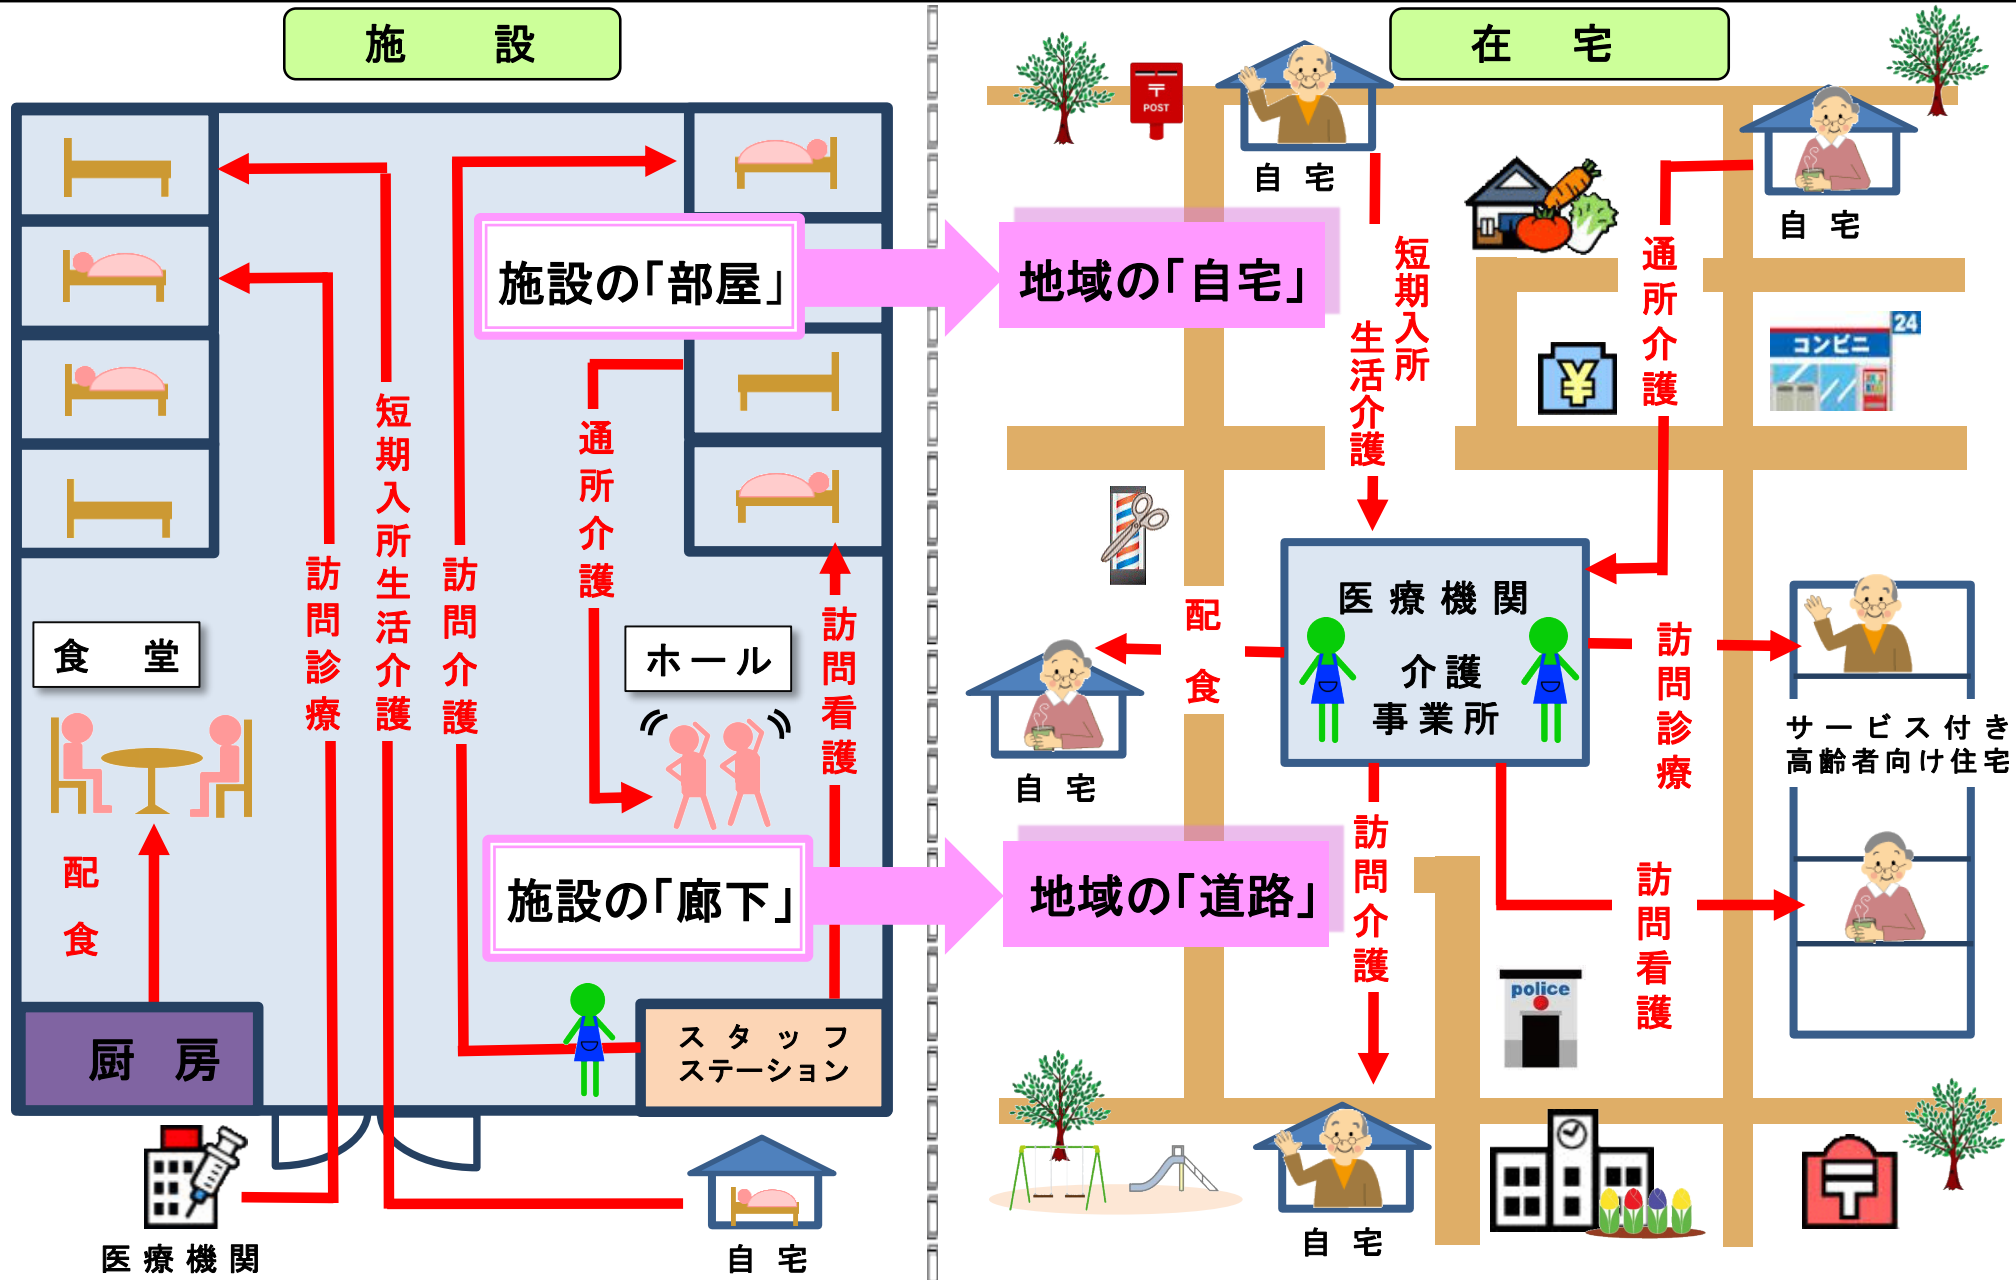 施設
施設の「部屋」
短期入所生活介護
訪問診療
訪問介護
通所介護
訪問看護
食堂
ホール
配食
施設の「廊下」
厨房
スタッフ
ステーション
医療機関
自宅
在宅
POST
自宅
自宅
地域の「自宅」
短期入所
生活介護
通所介護
24
コンビニ
¥
医療機関
介護
事業所
配食
自宅
訪問診療
サービス付き
高齢者向け住宅
地域の「道路」
訪問介護
訪問看護
police
自宅